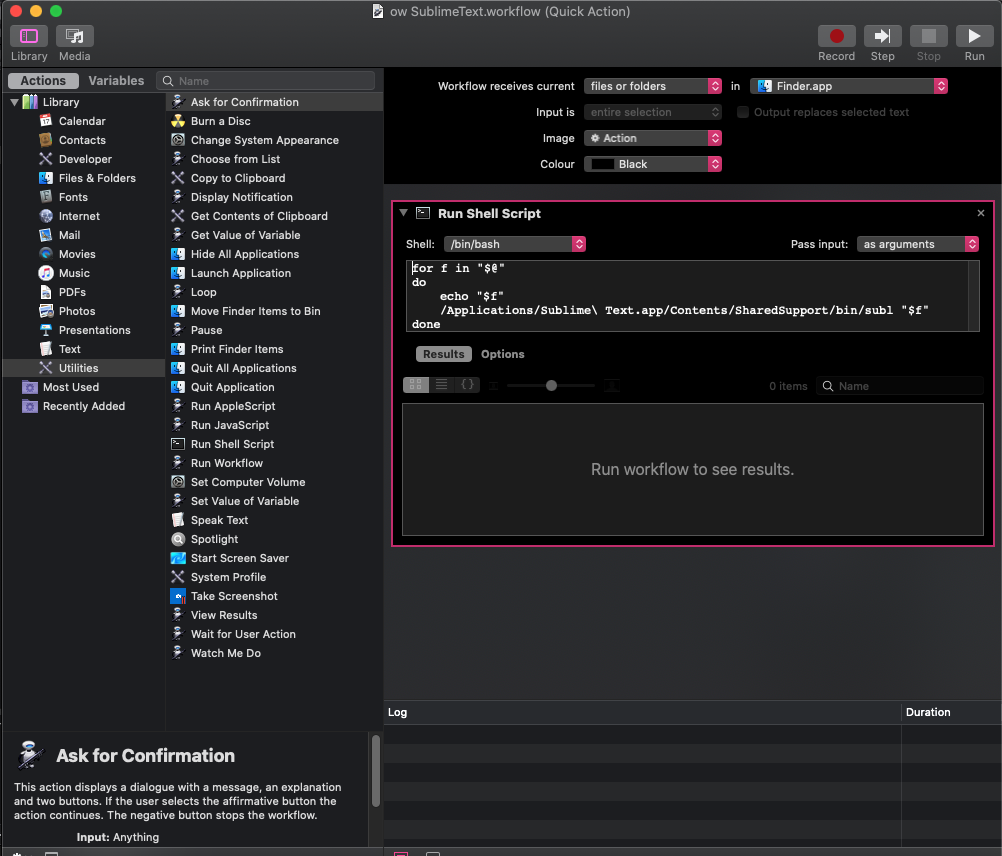 ow SublimeText.workflow (Quick Action)
Library
Media
Record
Step
Stop
Run
Actions
Variables
Name
Library
Calendar
Contacts
Developer
Files & Folders
Fonts
Internet
Mail
Movies
Music
PDFs
Photos
Presentations
Text
Utilities
Most Used
Recently Added
Ask for Confirmation
Burn a Disc
Change System Appearance
Choose from List
Copy to Clipboard
Display Notification
Get Contents of Clipboard
Get Value of Variable
Hide All Applications
Launch Application
Loop
Move Finder Items to Bin
Pause
Print Finder Items
Quit All Applications
Quit Application
Run AppleScript
Run JavaScript
Run Shell Script
Run Workflow
Set Computer Volume
Set Value of Variable
Speak Text
Spotlight
Start Screen Saver
System Profile
Take Screenshot
View Results
Wait for User Action
Watch Me Do
Workflow receives current files or folders in Finder.app
Input is entire selection Output replaces selected text
Image Action
Colour Black
Run Shell Script
Shell: /bin/bash Pass input: as arguments
for f in "$@"
do
echo "$f"
/Applications/Sublime\ Text.app/Contents/SharedSupport/bin/subl "$f"
done
Results Options
0 items Name
Run workflow to see results.
Log Duration
Ask for Confirmation
This action displays a dialogue with a message, an explanation
and two buttons. If the user selects the affirmative button the
action continues. The negative button stops the workflow.
Input: Anything